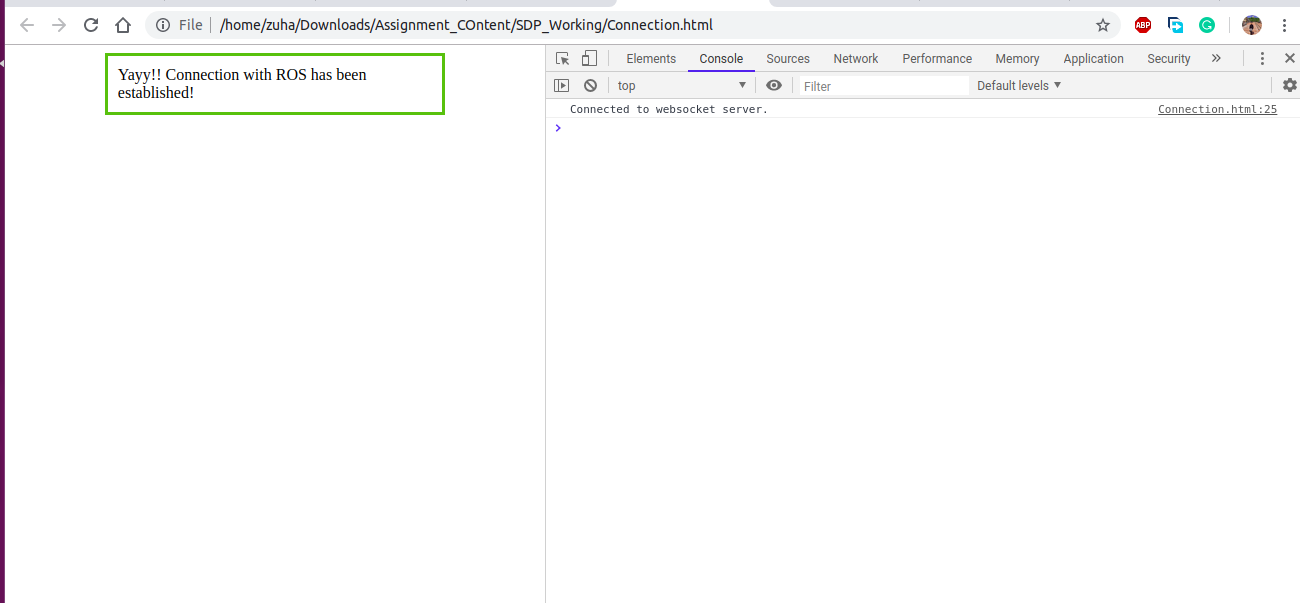 File /home/zuha/Downloads/Assignment_COntent/SDP_Working/Connection.html ABP
Yayy!! Connection with ROS has been
established!
Elements Console Sources Network Performance Memory Application Security »
top Filter Default levels
Connected to websocket server. Connection.html:25